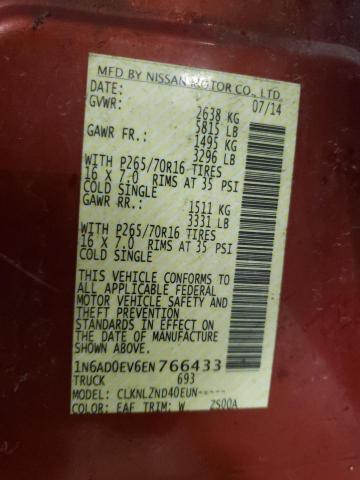 MFD BY NISSAN MOTOR CO., LTD.
DATE: 07/14
GVWR: 2638 KG
5815 LB
GAWR FR.: 1495 KG
3296 LB
WITH P265/70R16 TIRES
16 X 7.0 RIMS AT 35 PSI
COLD SINGLE
GAWR RR.: 1511 KG
3331 LB
WITH P265/70R16 TIRES
16 X 7.0 RIMS AT 35 PSI
COLD SINGLE
THIS VEHICLE CONFORMS TO
ALL APPLICABLE FEDERAL
MOTOR VEHICLE SAFETY AND
THEFT PREVENTION
STANDARDS IN EFFECT ON
THE DATE OF MANUFACTURE
SHOWN ABOVE.
1N6AD0EV6EN766433
TRUCK 693
MODEL: CLKNLZND40EUN-----
COLOR: EAF TRIM: W ZS00A